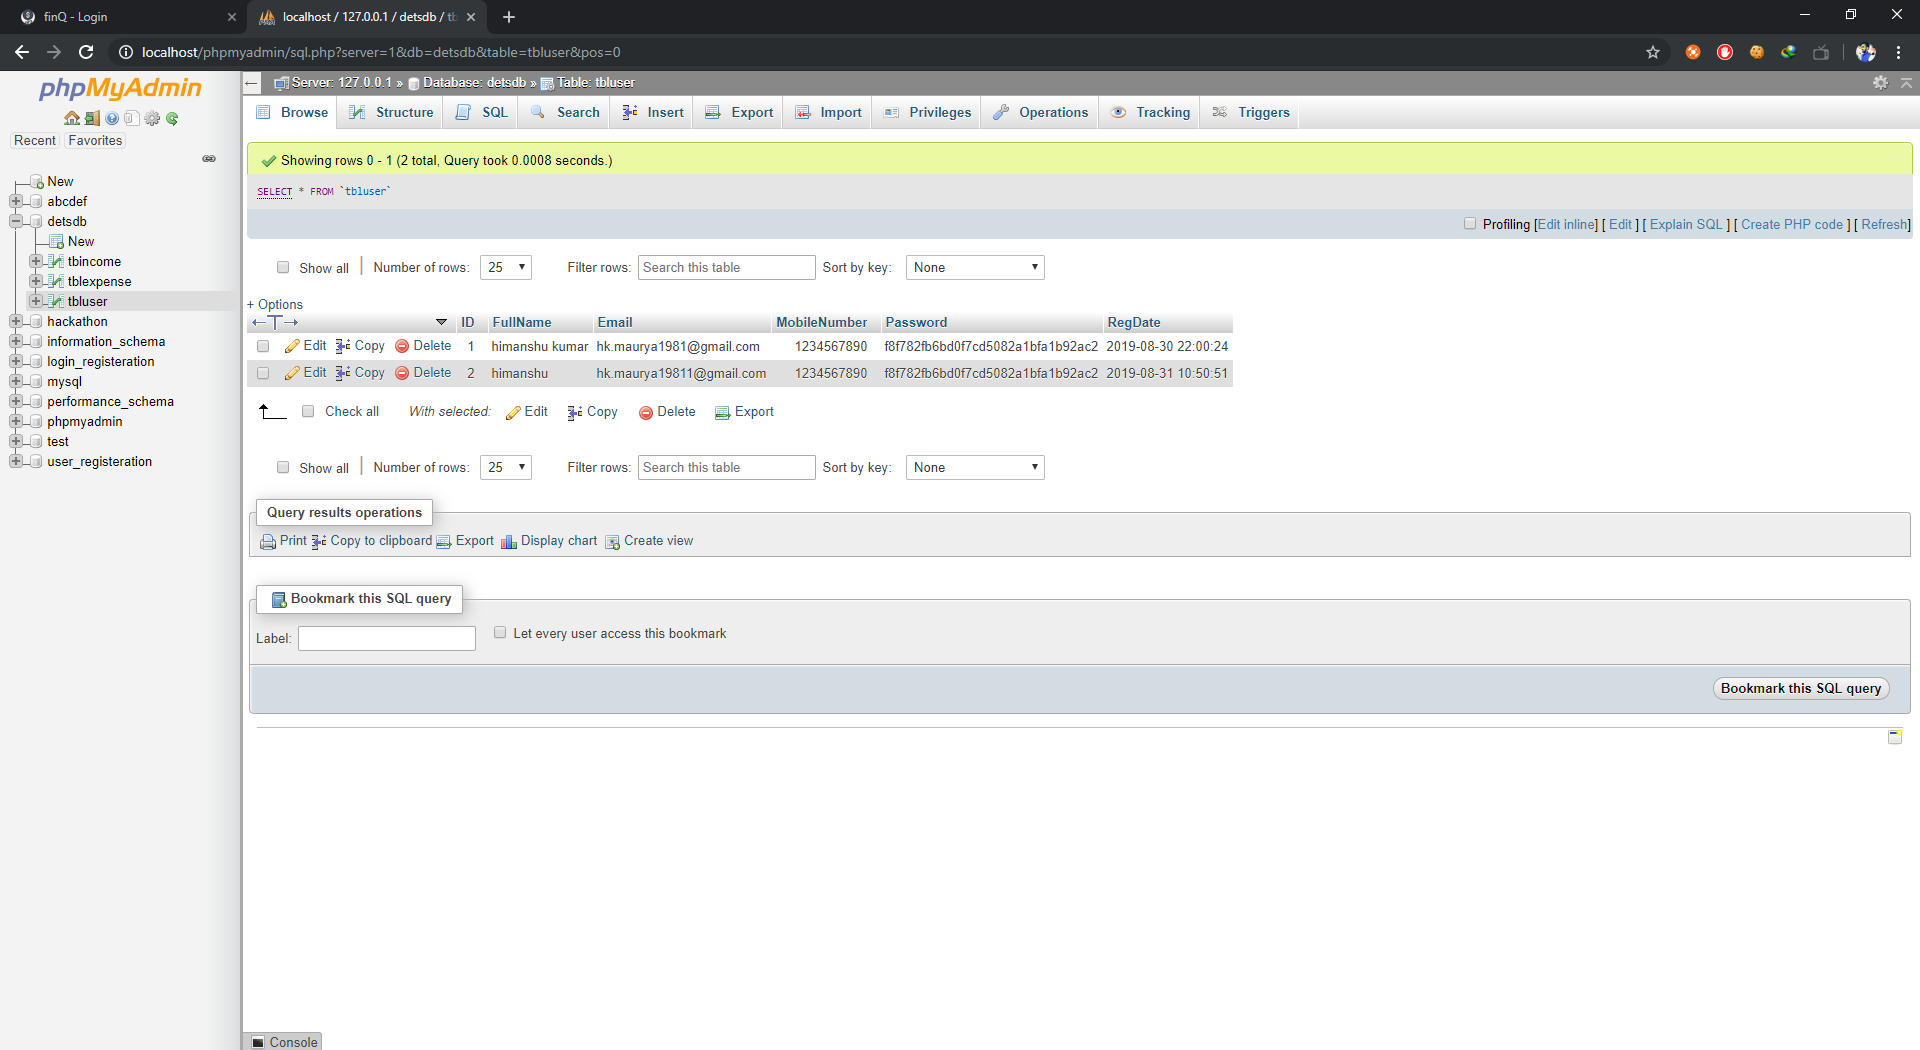 finQ - Login
localhost / 127.0.0.1 / detsdb / tb
localhost/phpmyadmin/sql.php?server=1&db=detsdb&table=tbluser&pos=0
phpMyAdmin
Recent Favorites
New
abcdef
detsdb
New
tbincome
tblexpense
tbluser
hackathon
information_schema
login_registeration
mysql
performance_schema
phpmyadmin
test
user_registeration
Server: 127.0.0.1 » Database: detsdb » Table: tbluser
Browse Structure SQL Search Insert Export Import Privileges Operations Tracking Triggers
Showing rows 0 - 1 (2 total, Query took 0.0008 seconds.)
SELECT * FROM `tbluser`
Profiling [Edit inline] [ Edit ] [ Explain SQL ] [ Create PHP code ] [ Refresh]
Show all Number of rows: 25 Filter rows: Search this table Sort by key: None
+ Options
ID FullName Email MobileNumber Password RegDate
Edit Copy Delete 1 himanshu kumar hk.maurya1981@gmail.com 1234567890 f8f782fb6bd0f7cd5082a1bfa1b92ac2 2019-08-30 22:00:24
Edit Copy Delete 2 himanshu hk.maurya19811@gmail.com 1234567890 f8f782fb6bd0f7cd5082a1bfa1b92ac2 2019-08-31 10:50:51
Check all With selected: Edit Copy Delete Export
Show all Number of rows: 25 Filter rows: Search this table Sort by key: None
Query results operations
Print Copy to clipboard Export Display chart Create view
Bookmark this SQL query
Label: Let every user access this bookmark
Bookmark this SQL query
Console